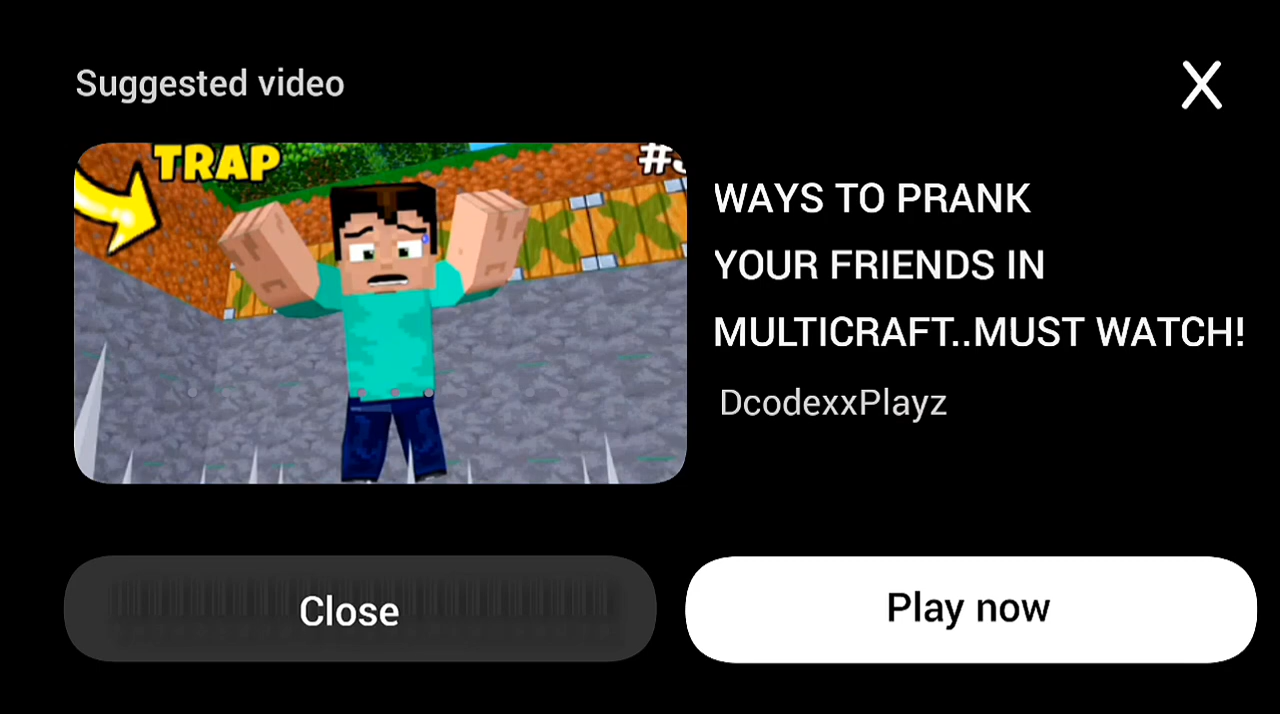 Suggested video
X
TRAP
WAYS TO PRANK
YOUR FRIENDS IN
MULTICRAFT..MUST WATCH!
DcodexxPlayz
Close
Play now